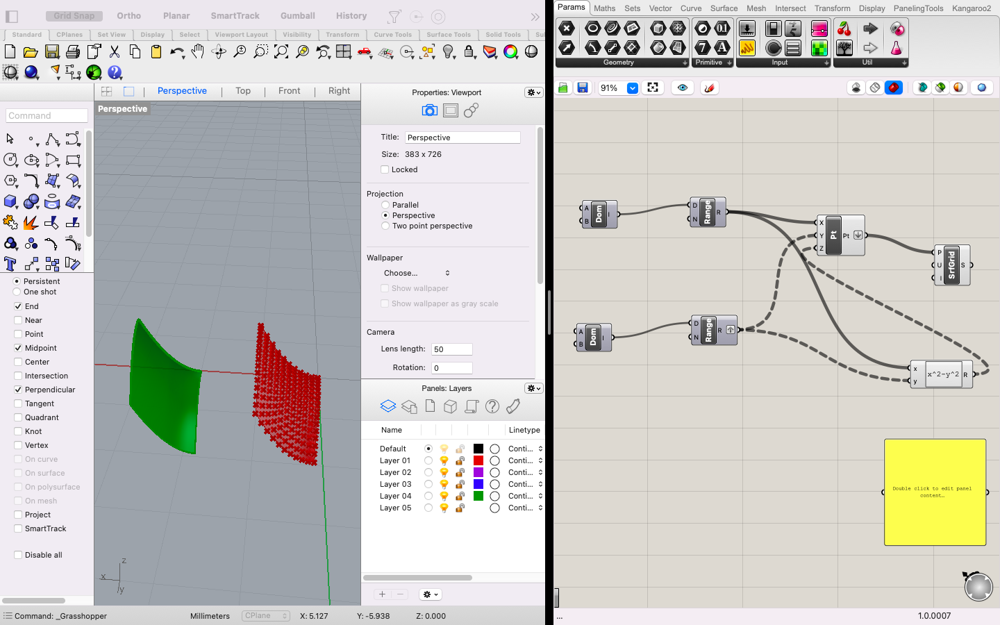 Grid Snap Ortho Planar SmartTrack Gumball History
Standard CPlanes Set View Display Select Viewport Layout Visibility Transform Curve Tools Surface Tools Solid Tools Su
Perspective Top Front Right
Perspective
Command
Persistent
One shot
End
Near
Point
Midpoint
Center
Intersection
Perpendicular
Tangent
Quadrant
Knot
Vertex
On curve
On surface
On polysurface
On mesh
Project
SmartTrack
Disable all
z
x
y
Properties: Viewport
Title: Perspective
Size: 383 x 726
Locked
Projection
Parallel
Perspective
Two point perspective
Wallpaper
Choose...
Show wallpaper
Show wallpaper as gray scale
Camera
Lens length: 50
Rotation: 0
Panels: Layers
Name Linetype
Default Conti...
Layer 01 Conti...
Layer 02 Conti...
Layer 03 Conti...
Layer 04 Conti...
Layer 05 Conti...
Command: _Grasshopper Millimeters CPlane X: 5.127 Y: -5.938 Z: 0.000
Params Maths Sets Vector Curve Surface Mesh Intersect Transform Display PanelingTools Kangaroo2
Geometry Primitive Input Util
91%
A
B
Dom
I
D
N
Range
R
X
Y
Z
Pt
Pt
P
U
I
SrfGrid
S
A
B
Dom
I
D
N
Range
R
x
y
x^2-y^2
R
Double click to edit panel
content…
...
1.0.0007